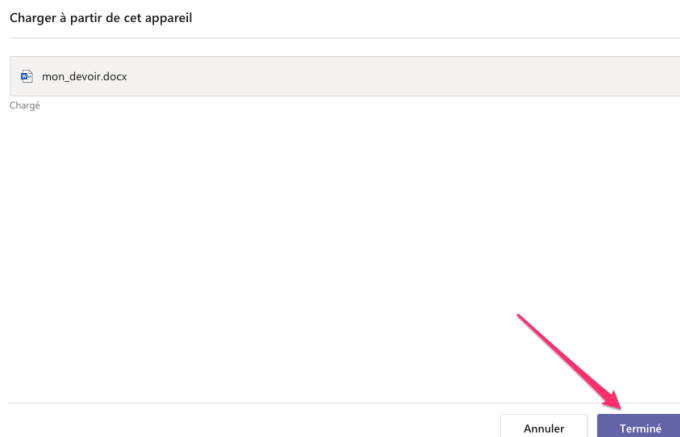 Charger à partir de cet appareil
mon_devoir.docx
Chargé
Annuler
Terminé